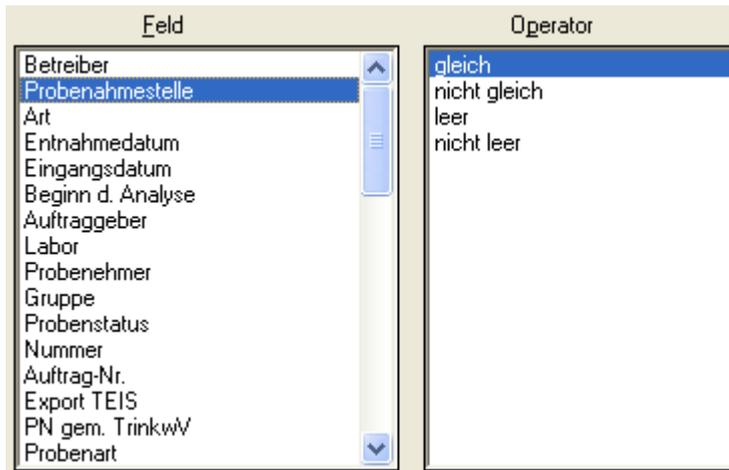 Feld
Operator
Betreiber
Probenahmestelle
Art
Entnahmedatum
Eingangsdatum
Beginn d. Analyse
Auftraggeber
Labor
Probenehmer
Gruppe
Probenstatus
Nummer
Auftrag-Nr.
Export TEIS
PN gem. TrinkwV
Probenart
gleich
nicht gleich
leer
nicht leer